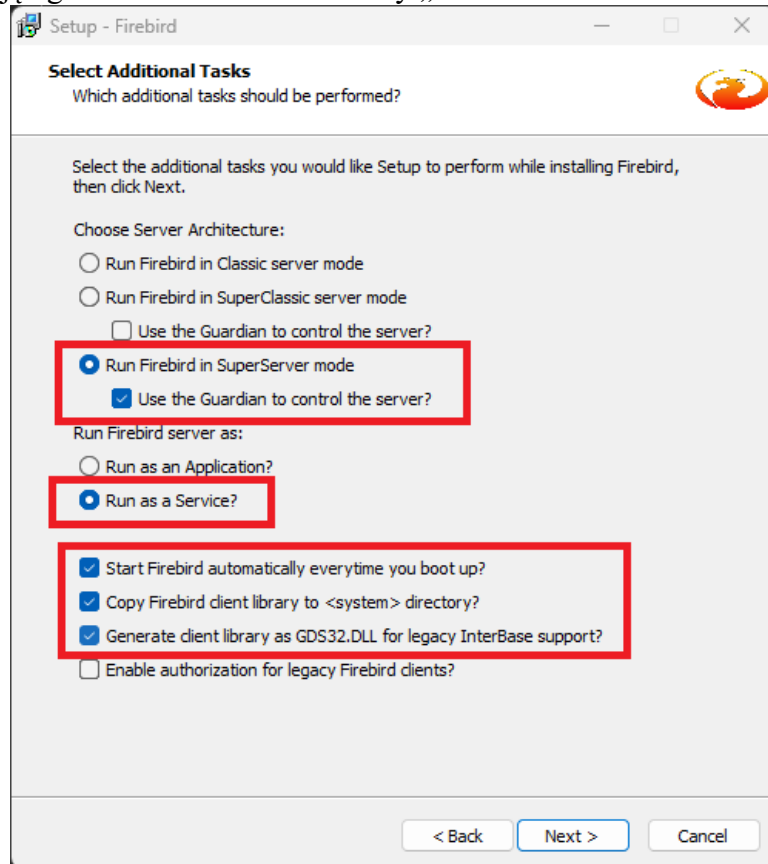 Setup - Firebird
Select Additional Tasks
Which additional tasks should be performed?
Select the additional tasks you would like Setup to perform while installing Firebird,
then click Next.
Choose Server Architecture:
Run Firebird in Classic server mode
Run Firebird in SuperClassic server mode
Use the Guardian to control the server?
Run Firebird in SuperServer mode
Use the Guardian to control the server?
Run Firebird server as:
Run as an Application?
Run as a Service?
Start Firebird automatically everytime you boot up?
Copy Firebird client library to <system> directory?
Generate client library as GDS32.DLL for legacy InterBase support?
Enable authorization for legacy Firebird clients?
< Back Next > Cancel